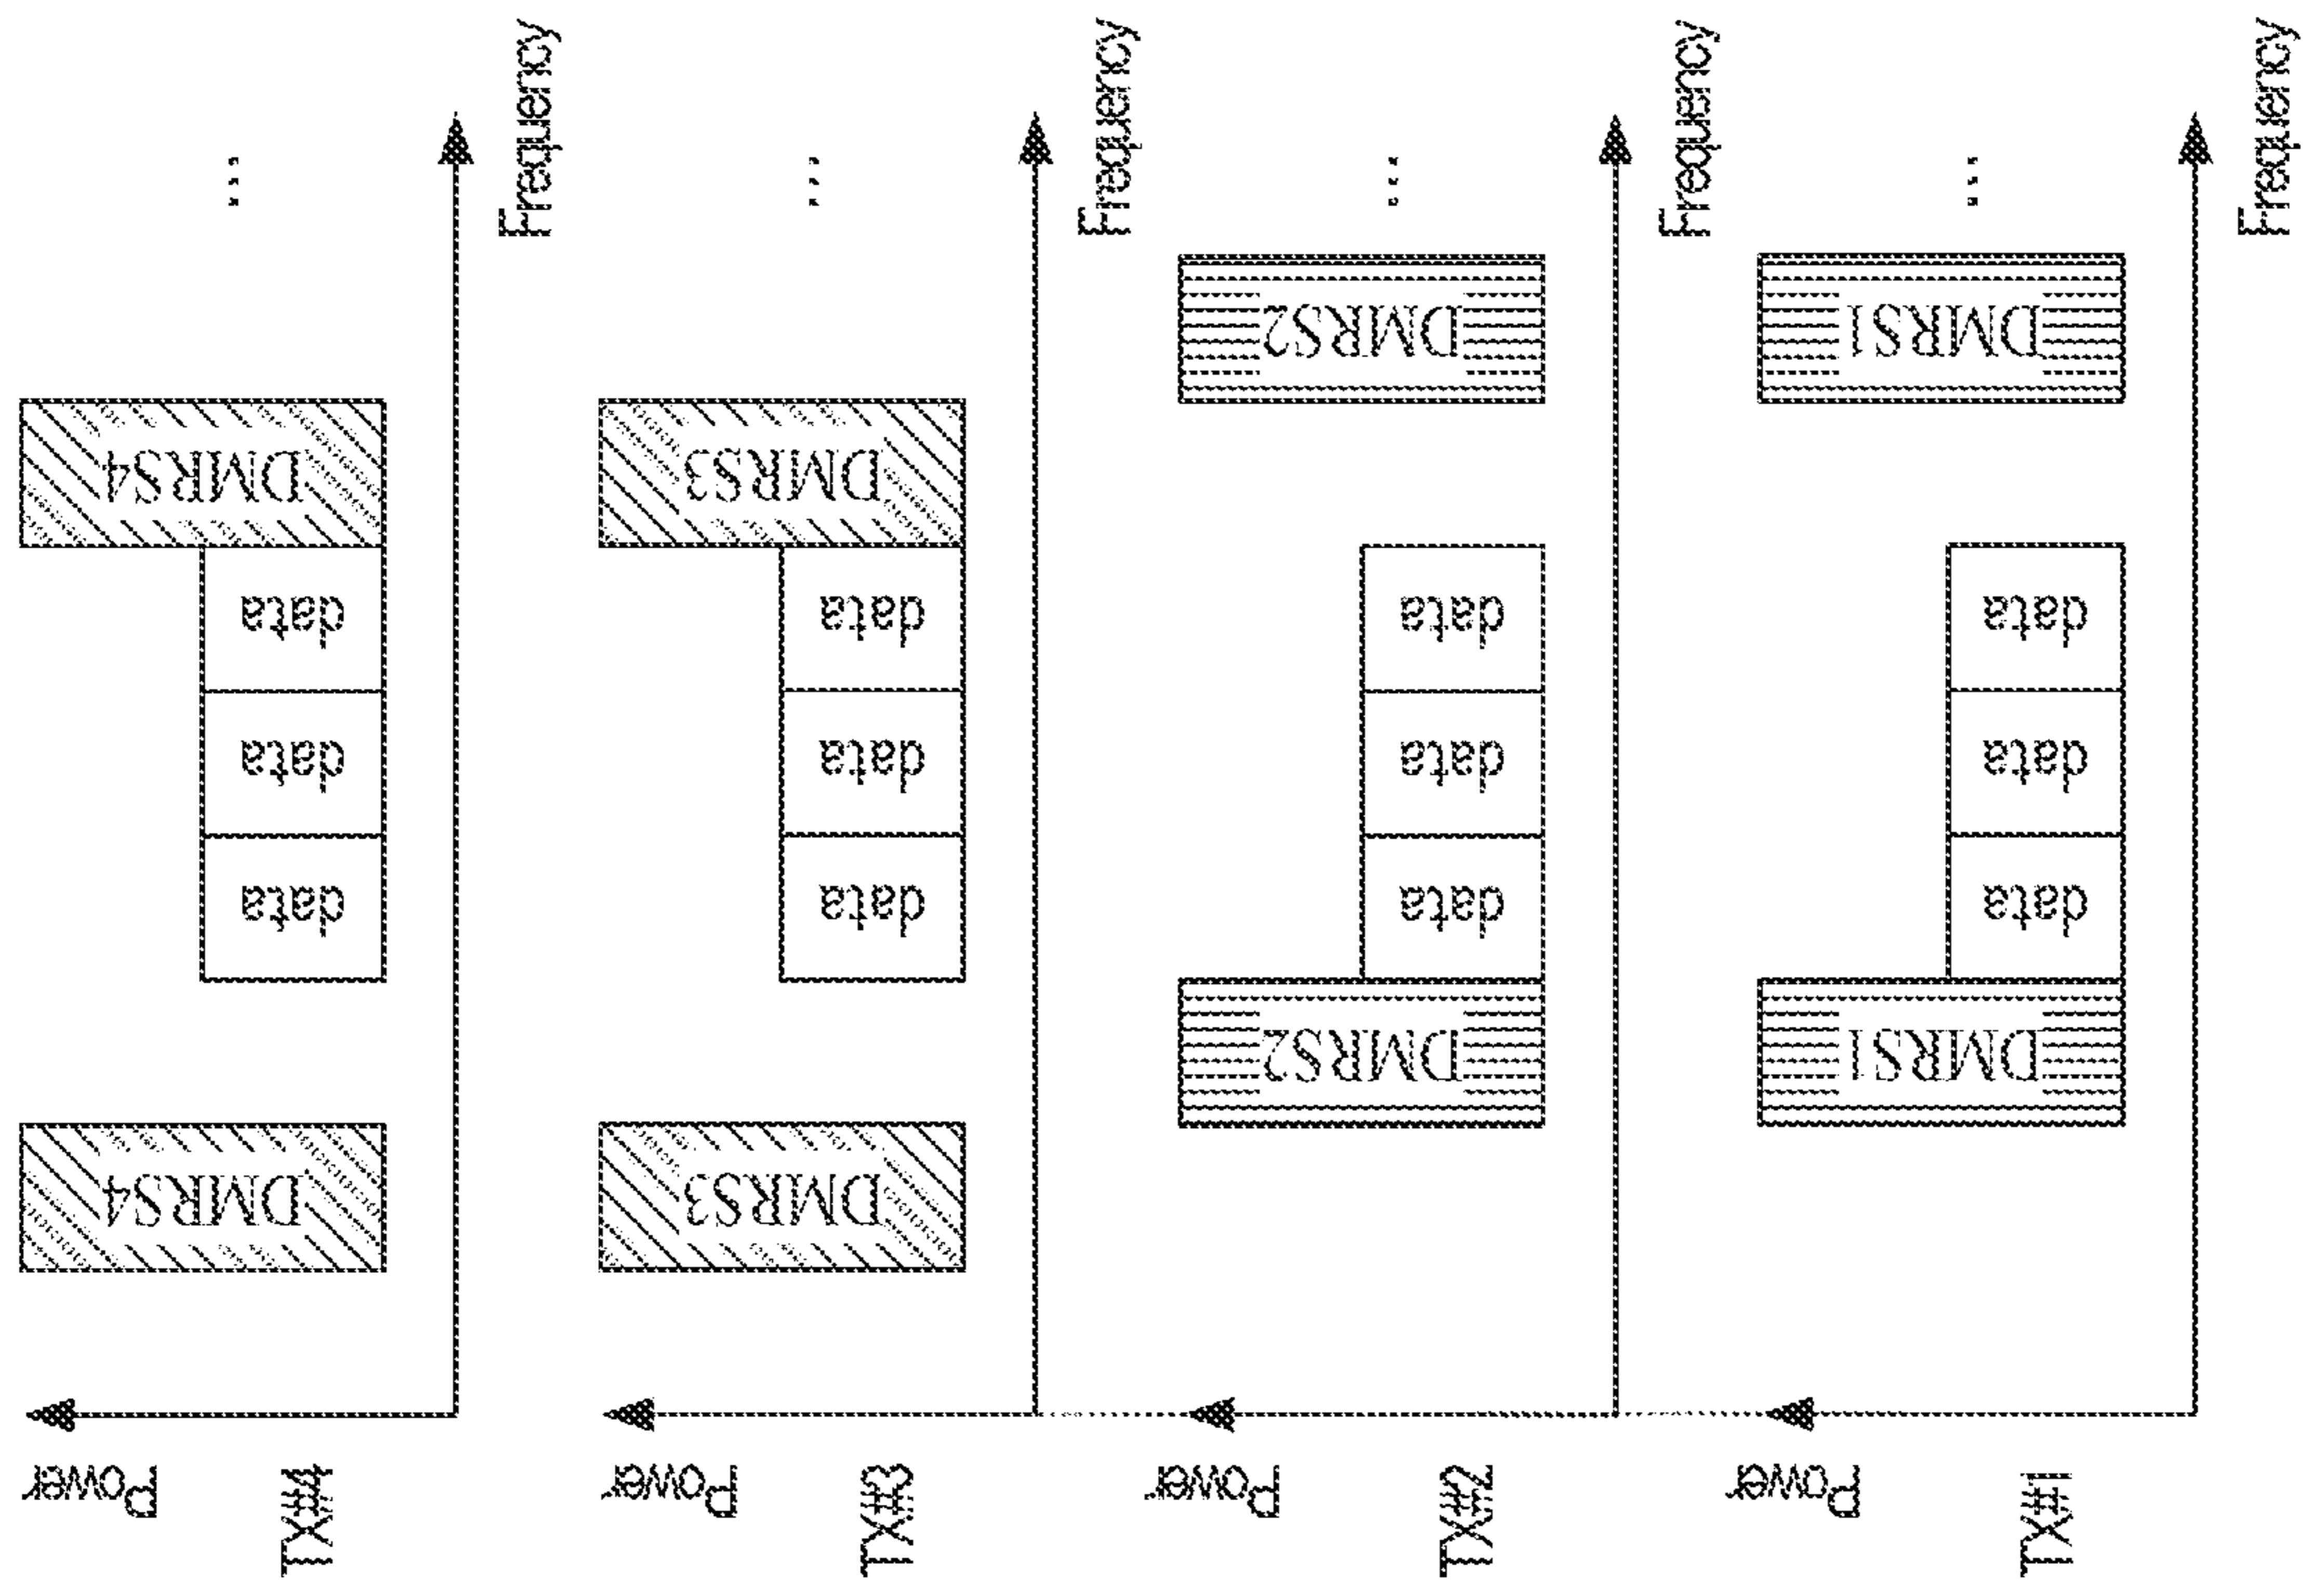 Power
TX#4
DMRS4
data
data
data
DMRS4
...
Frequency
Power
TX#3
DMRS3
data
data
data
DMRS3
...
Frequency
Power
TX#2
DMRS2
data
data
data
DMRS2
...
Frequency
Power
TX#1
DMRS1
data
data
data
DMRS1
...
Frequency